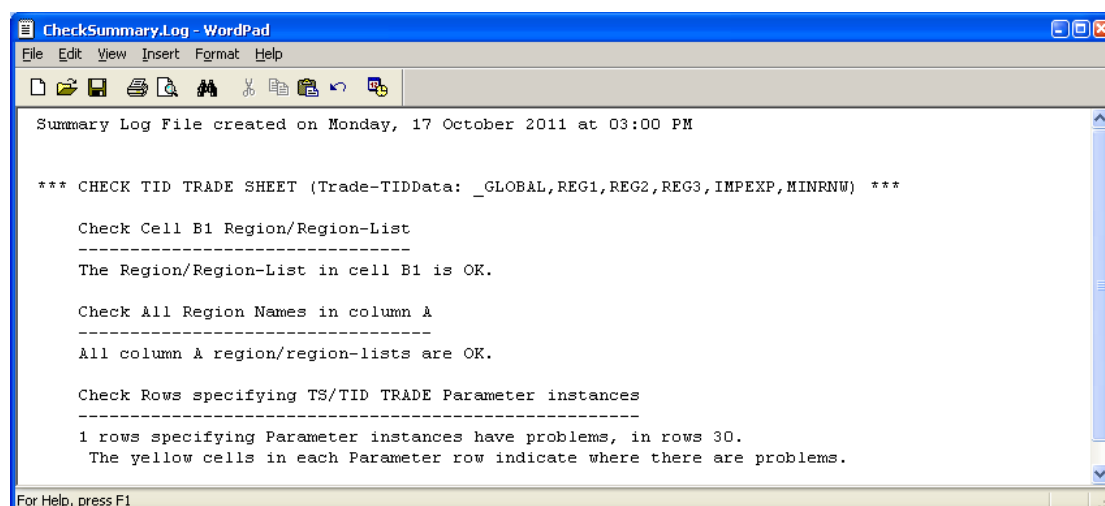 CheckSummary.Log - WordPad
File Edit View Insert Format Help
Summary Log File created on Monday, 17 October 2011 at 03:00 PM
*** CHECK TID TRADE SHEET (Trade-TIDData: _GLOBAL,REG1,REG2,REG3,IMPEXP,MINRNW) ***
Check Cell B1 Region/Region-List
--------------------------------
The Region/Region-List in cell B1 is OK.
Check All Region Names in column A
----------------------------------
All column A region/region-lists are OK.
Check Rows specifying TS/TID TRADE Parameter instances
------------------------------------------------------
1 rows specifying Parameter instances have problems, in rows 30.
The yellow cells in each Parameter row indicate where there are problems.
For Help, press F1